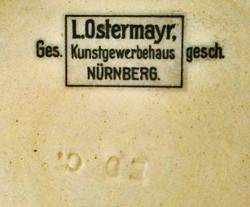 L.Ostermayr,
Ges. Kunstgewerbehaus gesch.
NÜRNBERG.